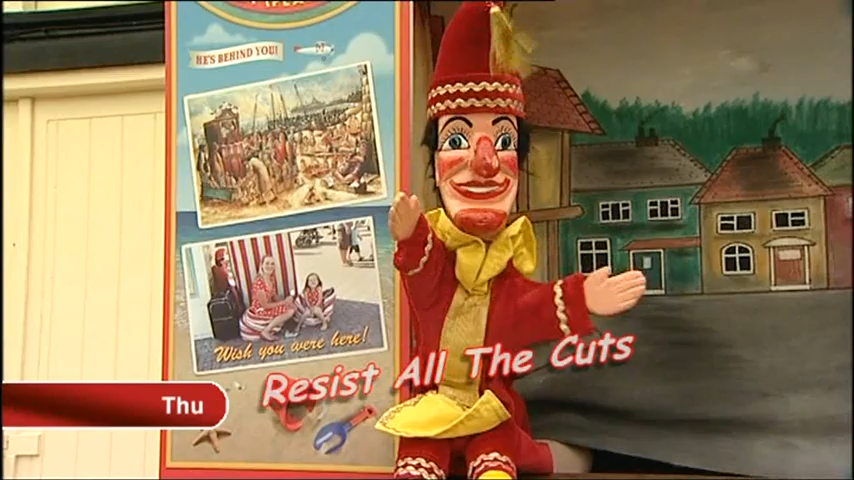 HE'S BEHIND YOU!
Wish you were here!
Resist All The Cuts
Thu